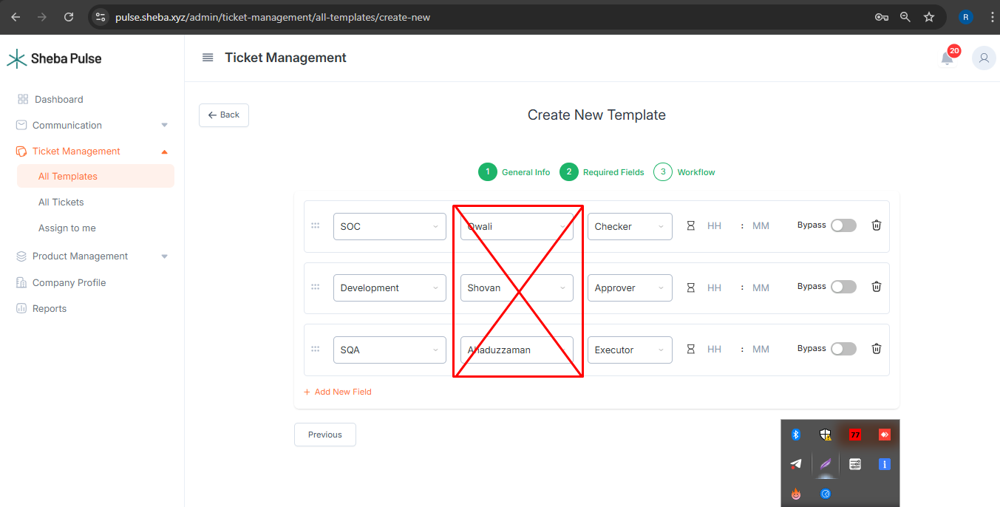 pulse.sheba.xyz/admin/ticket-management/all-templates/create-new
R
Sheba Pulse
Ticket Management
20
Dashboard
Communication
Ticket Management
All Templates
All Tickets
Assign to me
Product Management
Company Profile
Reports
Back
Create New Template
1 General Info 2 Required Fields 3 Workflow
SOC Owali Checker HH : MM Bypass
Development Shovan Approver HH : MM Bypass
SQA Ahaduzzaman Executor HH : MM Bypass
+ Add New Field
Previous
77